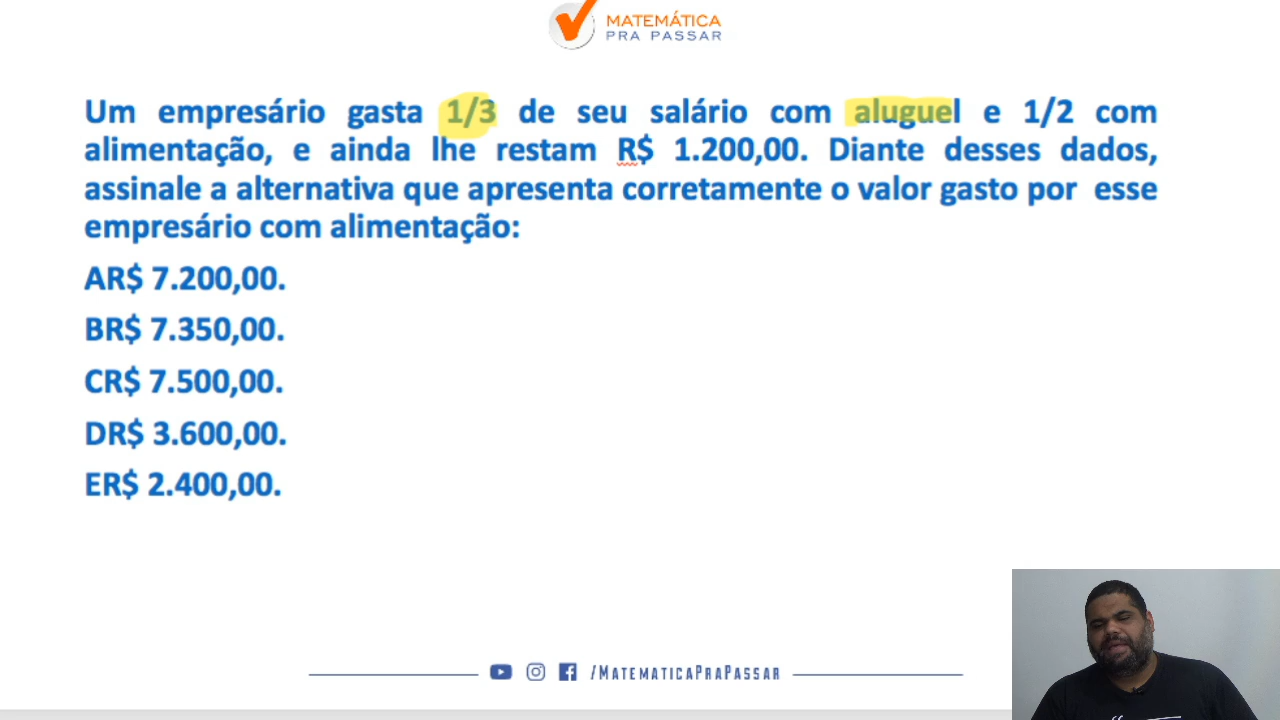 MATEMÁTICA
PRA PASSAR
Um empresário gasta 1/3 de seu salário com aluguel e 1/2 com
alimentação, e ainda lhe restam R$ 1.200,00. Diante desses dados,
assinale a alternativa que apresenta corretamente o valor gasto por esse
empresário com alimentação:
AR$ 7.200,00.
BR$ 7.350,00.
CR$ 7.500,00.
DR$ 3.600,00.
ER$ 2.400,00.
/MATEMATICAPRAPASSAR